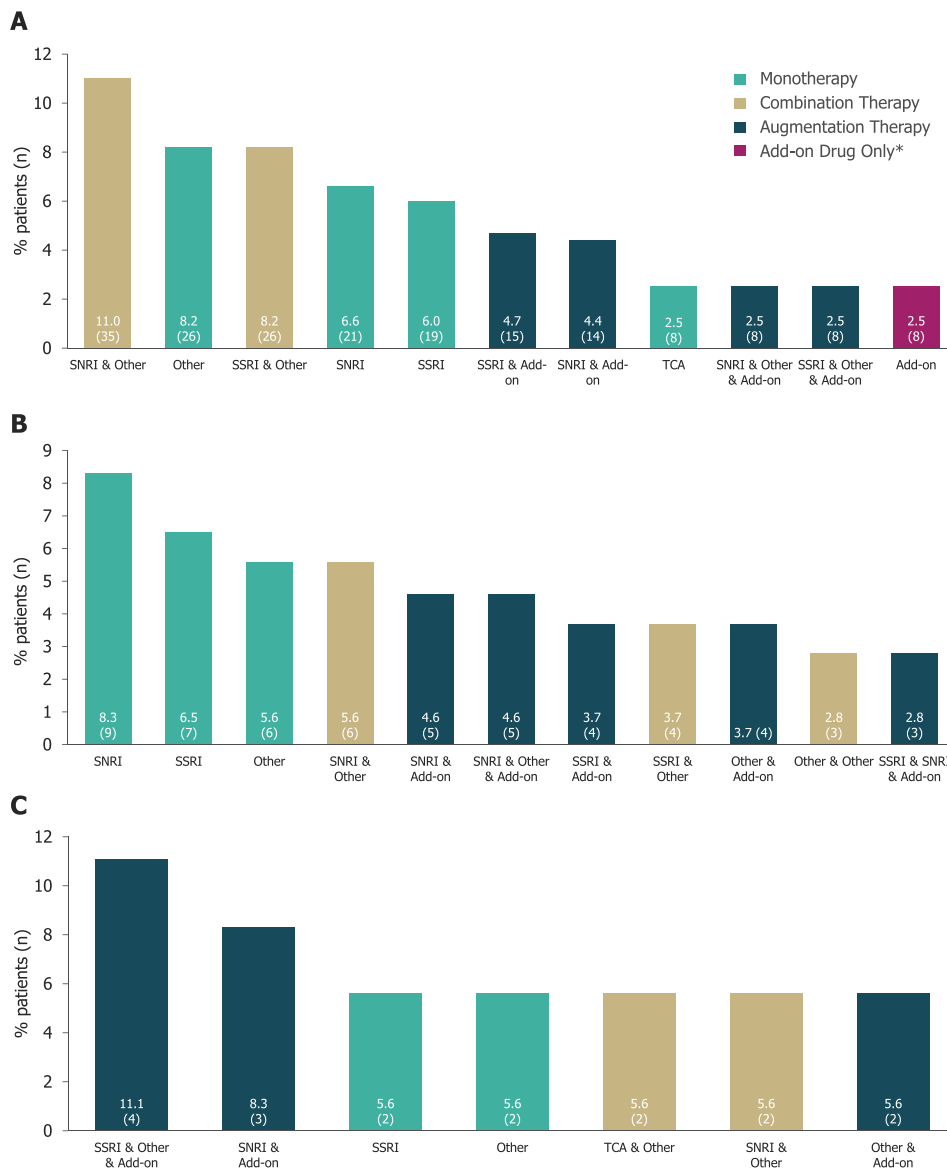 A
12
10
8
6
4
2
0
% patients (n)
Monotherapy
Combination Therapy
Augmentation Therapy
Add-on Drug Only*
11.0
(35)
8.2
(26)
8.2
(26)
6.6
(21)
6.0
(19)
4.7
(15)
4.4
(14)
2.5
(8)
2.5
(8)
2.5
(8)
2.5
(8)
SNRI & Other
Other
SSRI & Other
SNRI
SSRI
SSRI & Add-
on
SNRI & Add-
on
TCA
SNRI & Other
& Add-on
SSRI & Other
& Add-on
Add-on
B
9
8
7
6
5
4
3
2
1
0
% patients (n)
8.3
(9)
6.5
(7)
5.6
(6)
5.6
(6)
4.6
(5)
4.6
(5)
3.7
(4)
3.7
(4)
3.7 (4)
2.8
(3)
2.8
(3)
SNRI
SSRI
Other
SNRI &
Other
SNRI &
Add-on
SNRI & Other
& Add-on
SSRI &
Add-on
SSRI &
Other
Other &
Add-on
Other & Other
SSRI & SNRI
& Add-on
C
12
10
8
6
4
2
0
% patients (n)
11.1
(4)
8.3
(3)
5.6
(2)
5.6
(2)
5.6
(2)
5.6
(2)
5.6
(2)
SSRI & Other
& Add-on
SNRI &
Add-on
SSRI
Other
TCA & Other
SNRI &
Other
Other &
Add-on